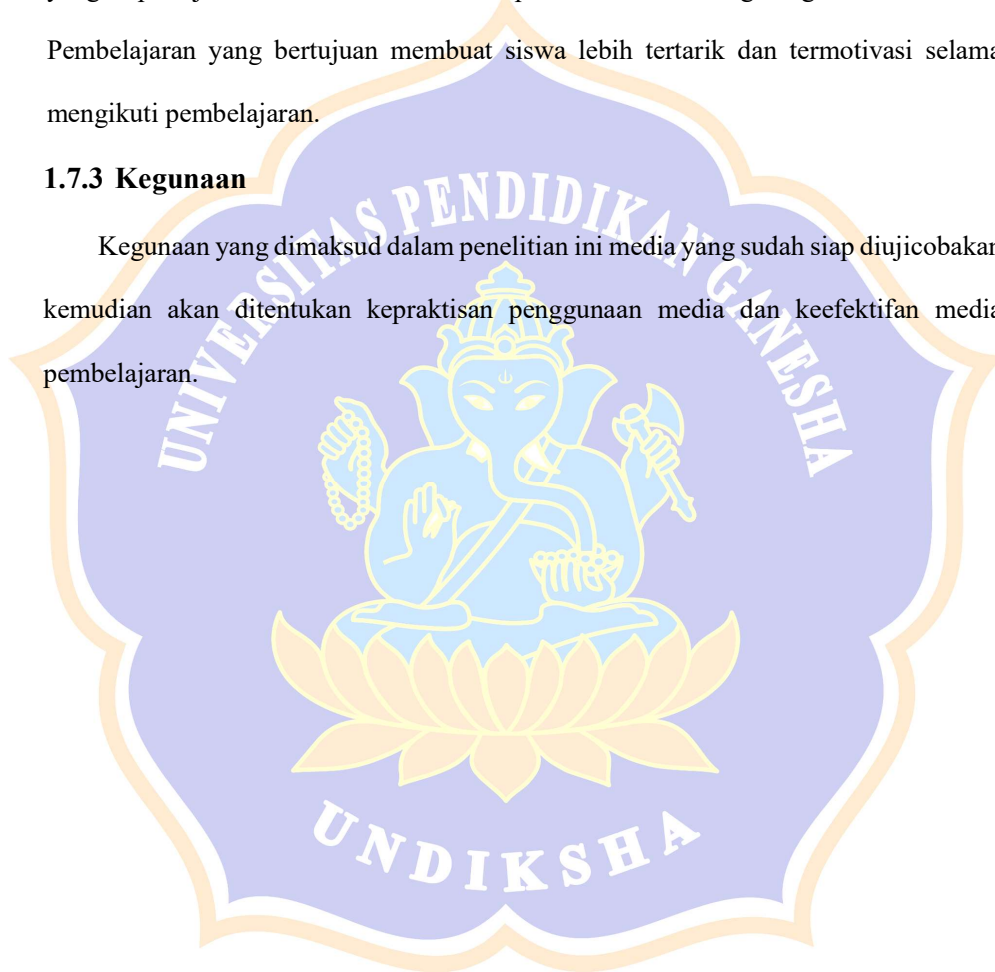 Pembelajaran yang bertujuan membuat siswa lebih tertarik dan termotivasi selama
mengikuti pembelajaran.
1.7.3 Kegunaan
UNIVERSITAS PENDIDIKAN GANESHA
Kegunaan yang dimaksud dalam penelitian ini media yang sudah siap diujicobakan
kemudian akan ditentukan kepraktisan penggunaan media dan keefektifan media
pembelajaran.
UNDIKSHA